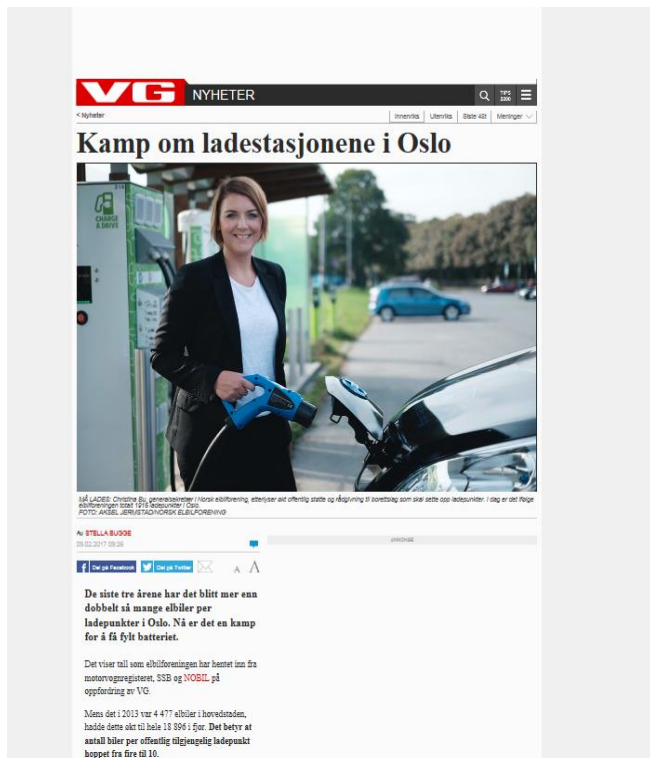 VG NYHETER
TIPS
2200
< Nyheter
Innenriks Utenriks Siste 48t Meninger
Kamp om ladestasjonene i Oslo
CHARGE
& DRIVE
MÅ LADES: Christina Bu, generalsekretær i Norsk elbilforening, etterlyser økt offentlig støtte og rådgivning til borettslag som skal sette opp ladepunkter. I dag er det ifølge
elbilforeningen totalt 1916 ladepunkter i Oslo.
FOTO: AKSEL JERMSTAD/NORSK ELBILFORENING
Av STELLA BUGGE
09.02.2017 09:26
ANNONSE
Del på Facebook Del på Twitter A A
De siste tre årene har det blitt mer enn
dobbelt så mange elbiler per
ladepunkter i Oslo. Nå er det en kamp
for å få fylt batteriet.
Det viser tall som elbilforeningen har hentet inn fra
motorvognregisteret, SSB og NOBIL på
oppfordring av VG.
Mens det i 2013 var 4 477 elbiler i hovedstaden,
hadde dette økt til hele 18 896 i fjor. Det betyr at
antall biler per offentlig tilgjengelig ladepunkt
hoppet fra fire til 10.